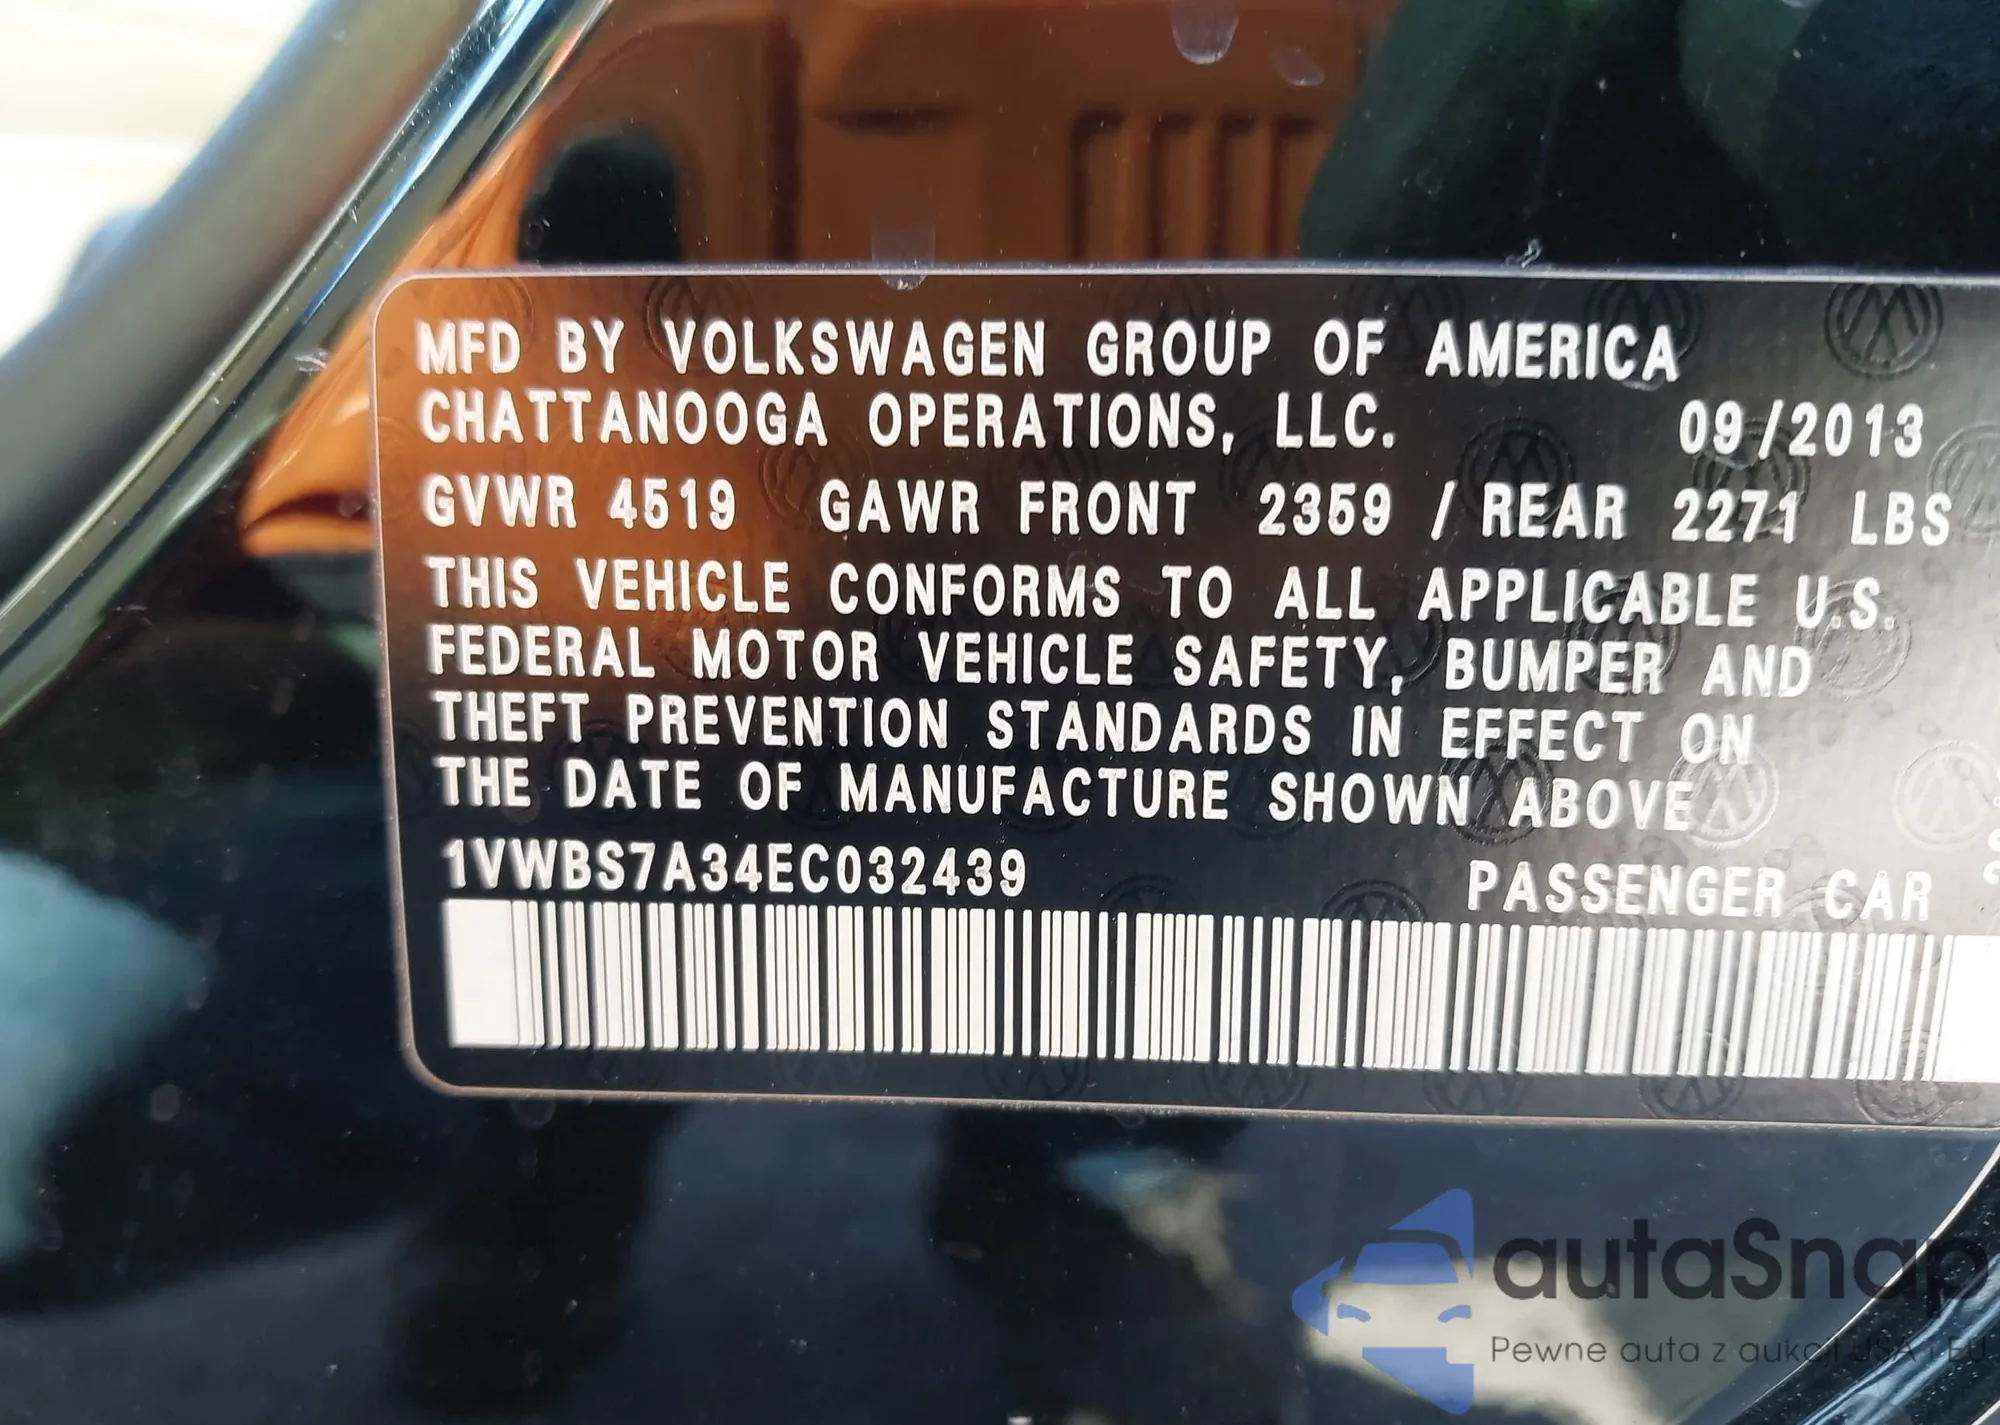 MFD BY VOLKSWAGEN GROUP OF AMERICA
CHATTANOOGA OPERATIONS, LLC. 09/2013
GVWR 4519 GAWR FRONT 2359 / REAR 2271 LBS
THIS VEHICLE CONFORMS TO ALL APPLICABLE U.S.
FEDERAL MOTOR VEHICLE SAFETY, BUMPER AND
THEFT PREVENTION STANDARDS IN EFFECT ON
THE DATE OF MANUFACTURE SHOWN ABOVE
1VWBS7A34EC032439 PASSENGER CAR
autaSnap
Pewne auta z aukcji USA i EU